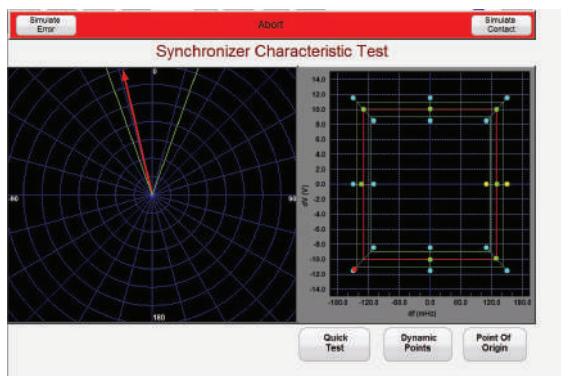 Simulate
Error
Abort
Simulate
Contact
Synchronizer Characteristic Test
0
-90
90
180
dV (V)
14.0
12.0
10.0
8.0
6.0
4.0
2.0
0.0
-2.0
-4.0
-6.0
-8.0
-10.0
-12.0
-14.0
-180.0 -120.0 -60.0 0.0 60.0 120.0 180.0
df (mHz)
Quick
Test
Dynamic
Points
Point Of
Origin